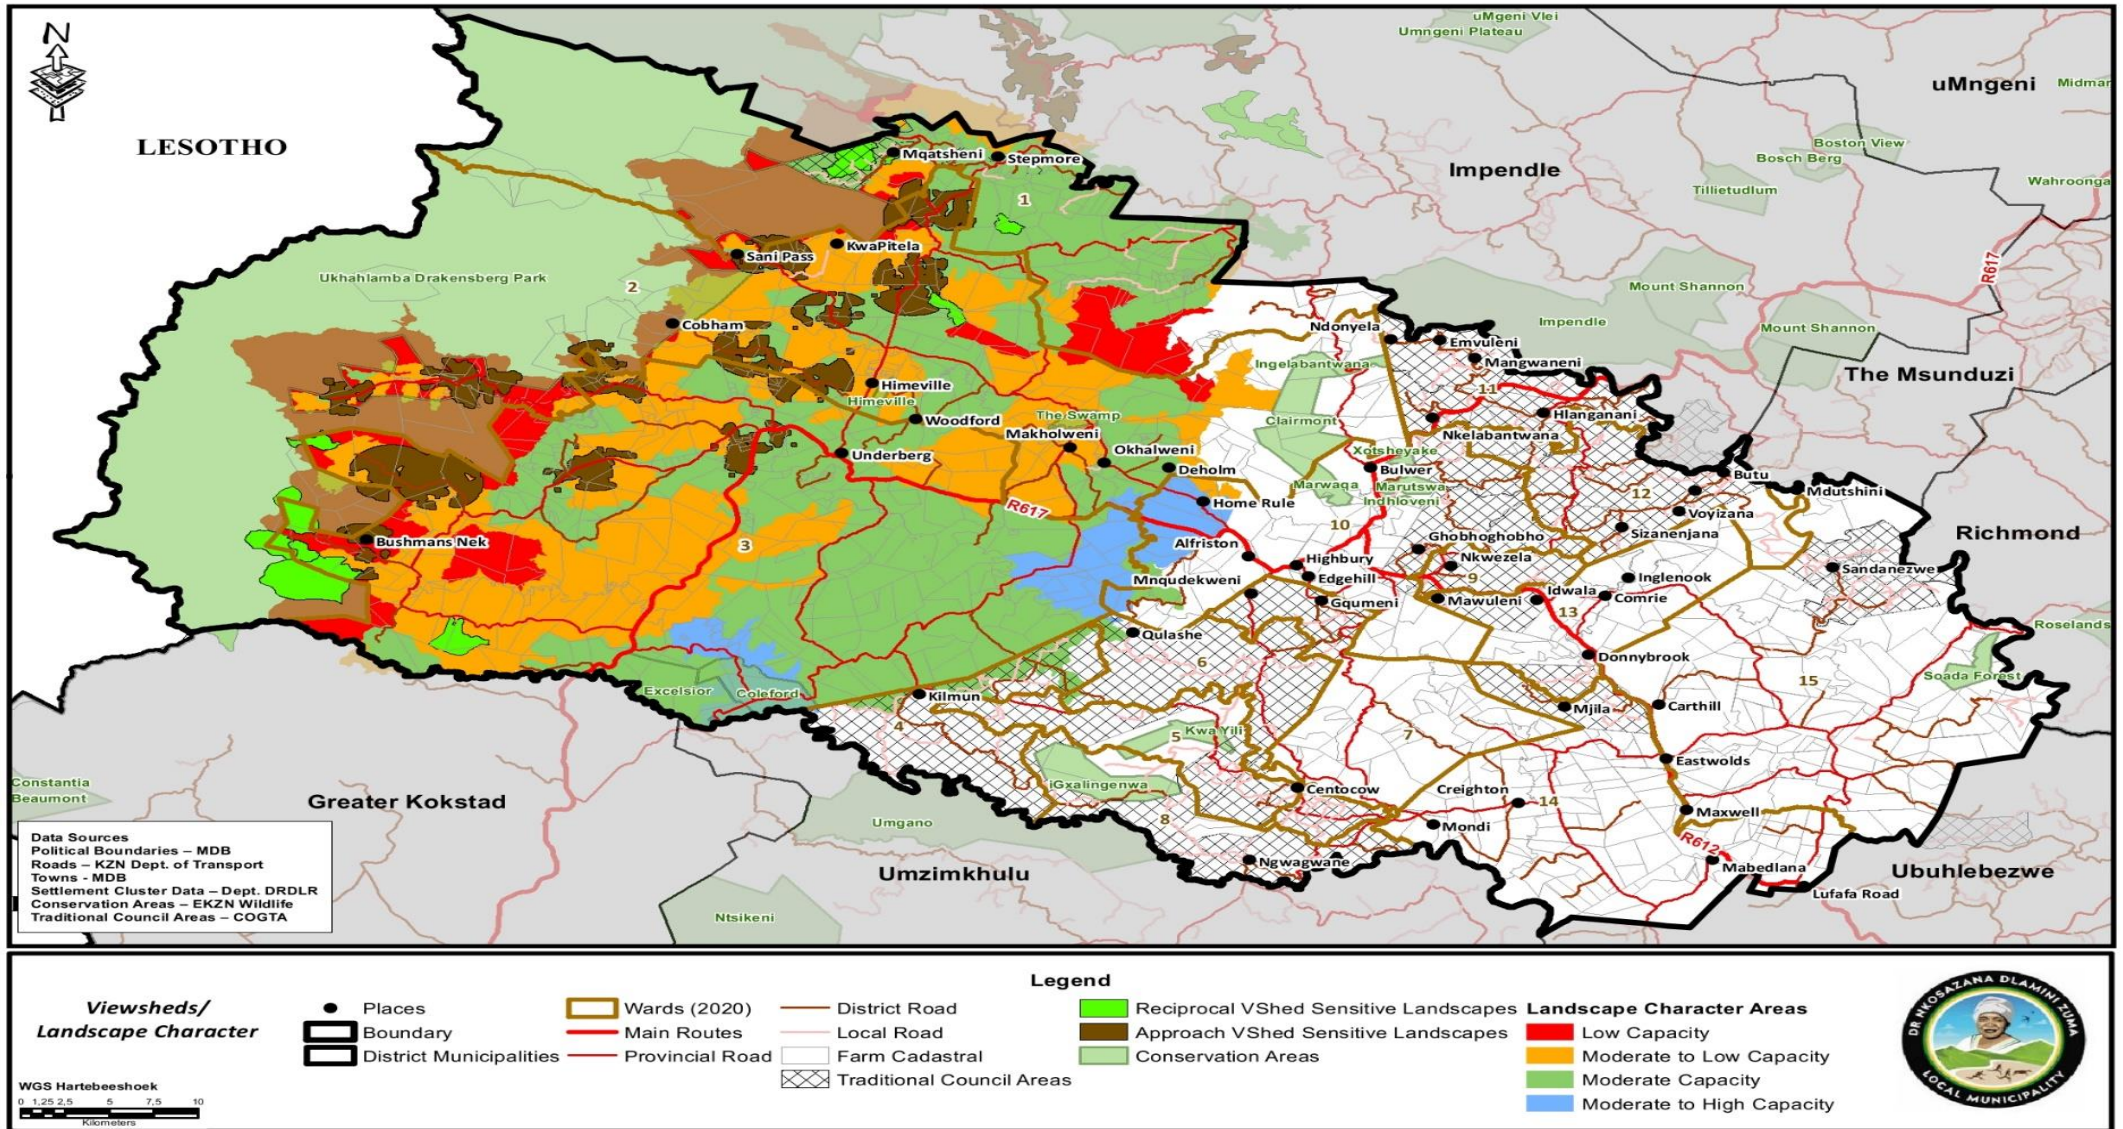 N
LESOTHO
uMgeni Vlei
Umngeni Plateau
uMngeni
Midmar
Boston View
Bosch Berg
Impendle
Tillietudlum
Wahroonga
Mqatsheni
Stepmore
1
KwaPitela
Sani Pass
R617
Ukhahlamba Drakensberg Park
2
Mount Shannon
Cobham
Ndonyela
Impendle
Mount Shannon
Emvuleni
Mangwaneni
Ingelabantwana
The Msunduzi
Himeville
Himeville
11
Woodford
The Swamp
Clairmont
Hlanganani
Makholweni
Nkelabantwana
Okhalweni
Xotsheyake
Underberg
Deholm
Bulwer
Butu
Marwaqa
Marutswa
12
Mdutshini
Home Rule
Indhloveni
R617
Voyizana
10
Sizanenjana
Richmond
Bushmans Nek
3
Alfriston
Ghobhoghobho
Highbury
Nkwezela
Mnqudekweni
Edgehill
9
Inglenook
Sandanezwe
Idwala
Comrie
Gqumeni
Mawuleni
13
Roselands
Qulashe
6
Donnybrook
Soada Forest
Excelsior
Coleford
Kilmun
15
Mjila
Carthill
4
5
Kwa Yili
7
Eastwolds
Constantia
Beaumont
iGxalingenwa
Centocow
Creighton
14
Greater Kokstad
Maxwell
Umgano
8
Mondi
R612
Ngwagwane
Mabedlana
Umzimkhulu
Ubuhlebezwe
Lufafa Road
Ntsikeni
Data Sources
Political Boundaries – MDB
Roads – KZN Dept. of Transport
Towns - MDB
Settlement Cluster Data – Dept. DRDLR
Conservation Areas – EKZN Wildlife
Traditional Council Areas – COGTA
Legend
Viewsheds/
Landscape Character
Places
Boundary
District Municipalities
Wards (2020)
Main Routes
Provincial Road
District Road
Local Road
Farm Cadastral
Traditional Council Areas
Reciprocal VShed Sensitive Landscapes
Approach VShed Sensitive Landscapes
Conservation Areas
Landscape Character Areas
Low Capacity
Moderate to Low Capacity
Moderate Capacity
Moderate to High Capacity
WGS Hartebeeshoek
0 1,25 2,5 5 7,5 10
Kilometers
DR NKOSAZANA DLAMINI ZUMA
LOCAL MUNICIPALITY